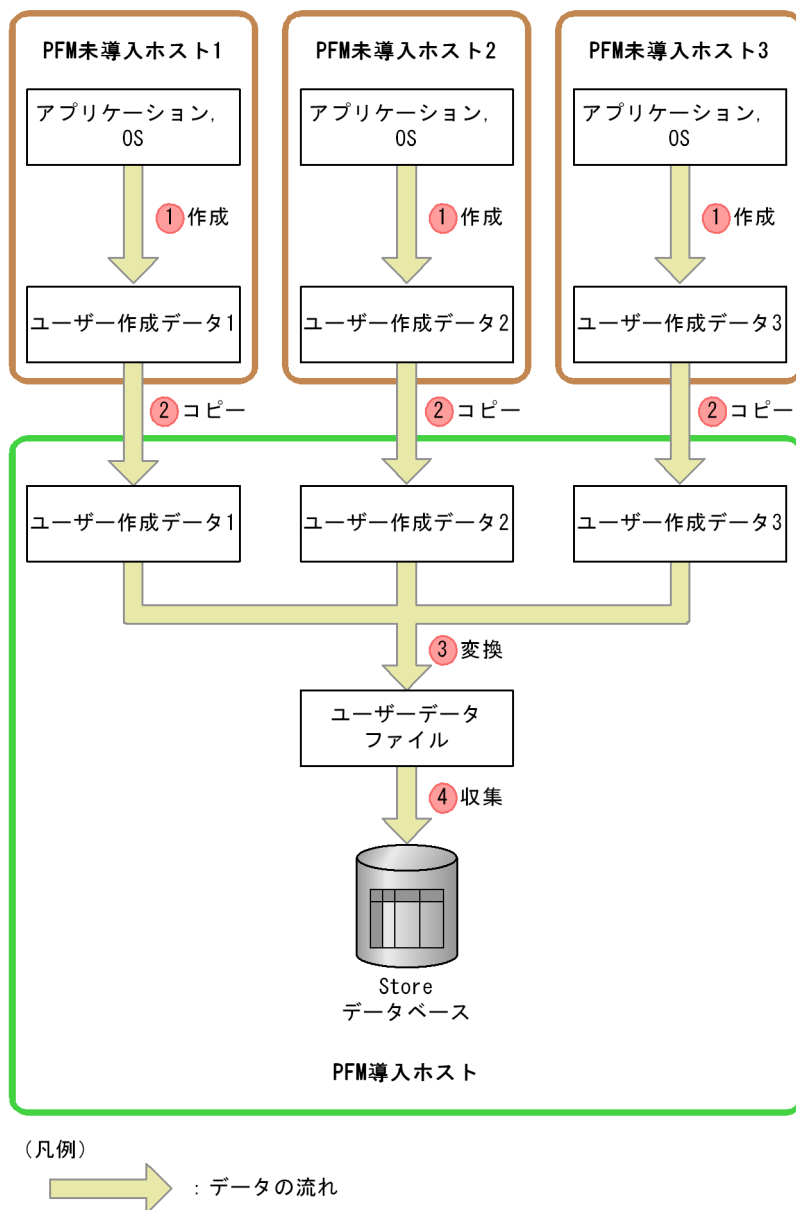 PFM未導入ホスト1
PFM未導入ホスト2
PFM未導入ホスト3
アプリケーション,
OS
アプリケーション,
OS
アプリケーション,
OS
1 作成
1 作成
1 作成
ユーザー作成データ1
ユーザー作成データ2
ユーザー作成データ3
2 コピー
2 コピー
2 コピー
ユーザー作成データ1
ユーザー作成データ2
ユーザー作成データ3
3 変換
ユーザーデータ
ファイル
4 収集
Store
データベース
PFM導入ホスト
(凡例)
:データの流れ